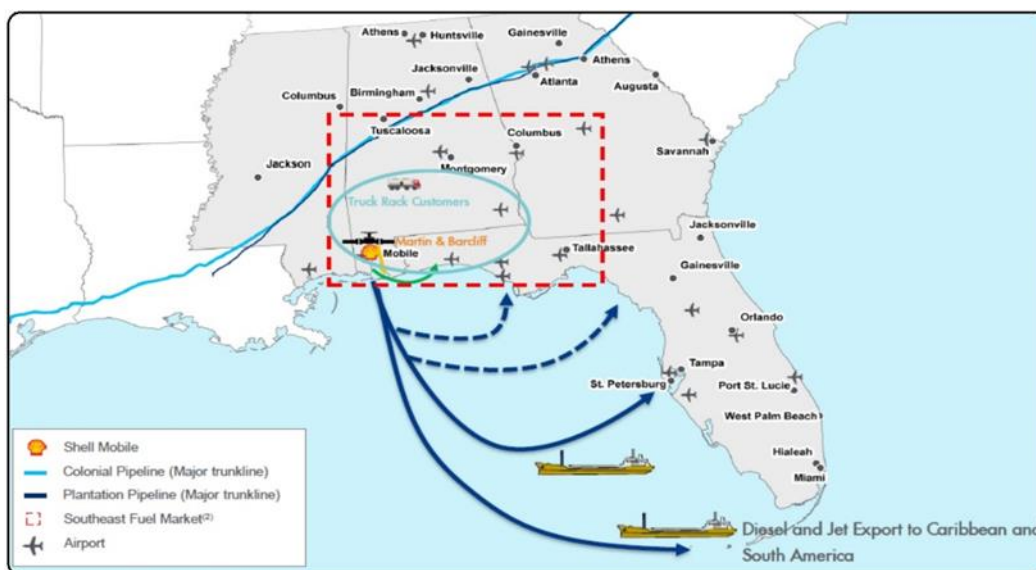 Athens
Huntsville
Gainesville
Athens
Jacksonville
Atlanta
Augusta
Birmingham
Columbus
Tuscaloosa
Columbus
Savannah
Jackson
Montgomery
Truck Rack Customers
Martin & Barcliff
Mobile
Tallahassee
Jacksonville
Gainesville
Orlando
Tampa
St. Petersburg
Port St. Lucie
West Palm Beach
Hialeah
Miami
Shell Mobile
Colonial Pipeline (Major trunkline)
Plantation Pipeline (Major trunkline)
Southeast Fuel Market(2)
Airport
Diesel and Jet Export to Caribbean and
South America